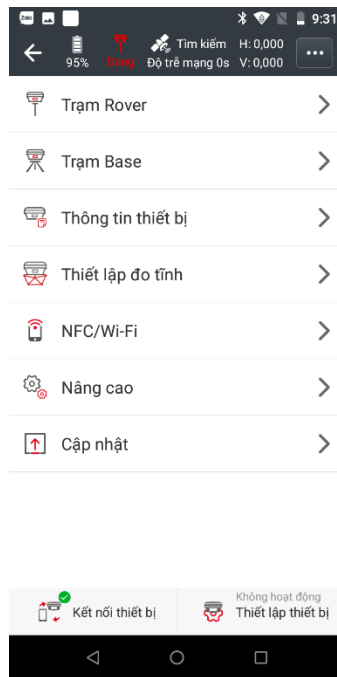 Zalo 9:31
95% Đang Tìm kiếm H: 0,000
Độ trễ mạng 0s V: 0,000
Trạm Rover
Trạm Base
Thông tin thiết bị
Thiết lập đo tĩnh
NFC/Wi-Fi
Nâng cao
Cập nhật
Kết nối thiết bị
Không hoạt động
Thiết lập thiết bị